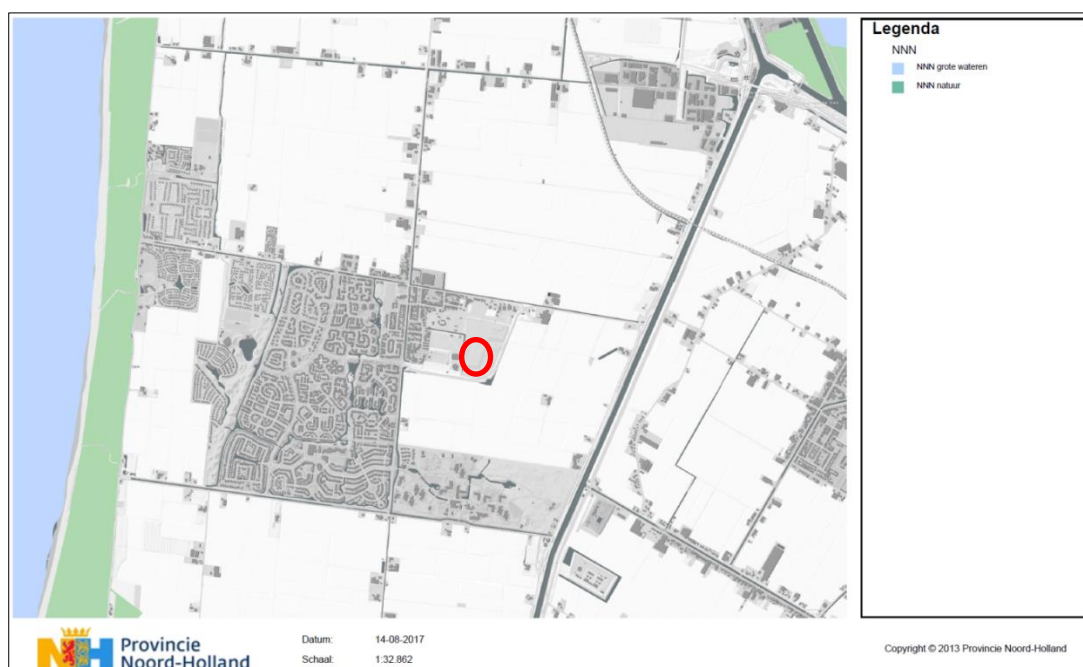 Legenda
NNN
NNN grote wateren
NNN natuur
Provincie
Noord-Holland
Datum: 14-08-2017
Schaal: 1:32.862
Copyright © 2013 Provincie Noord-Holland